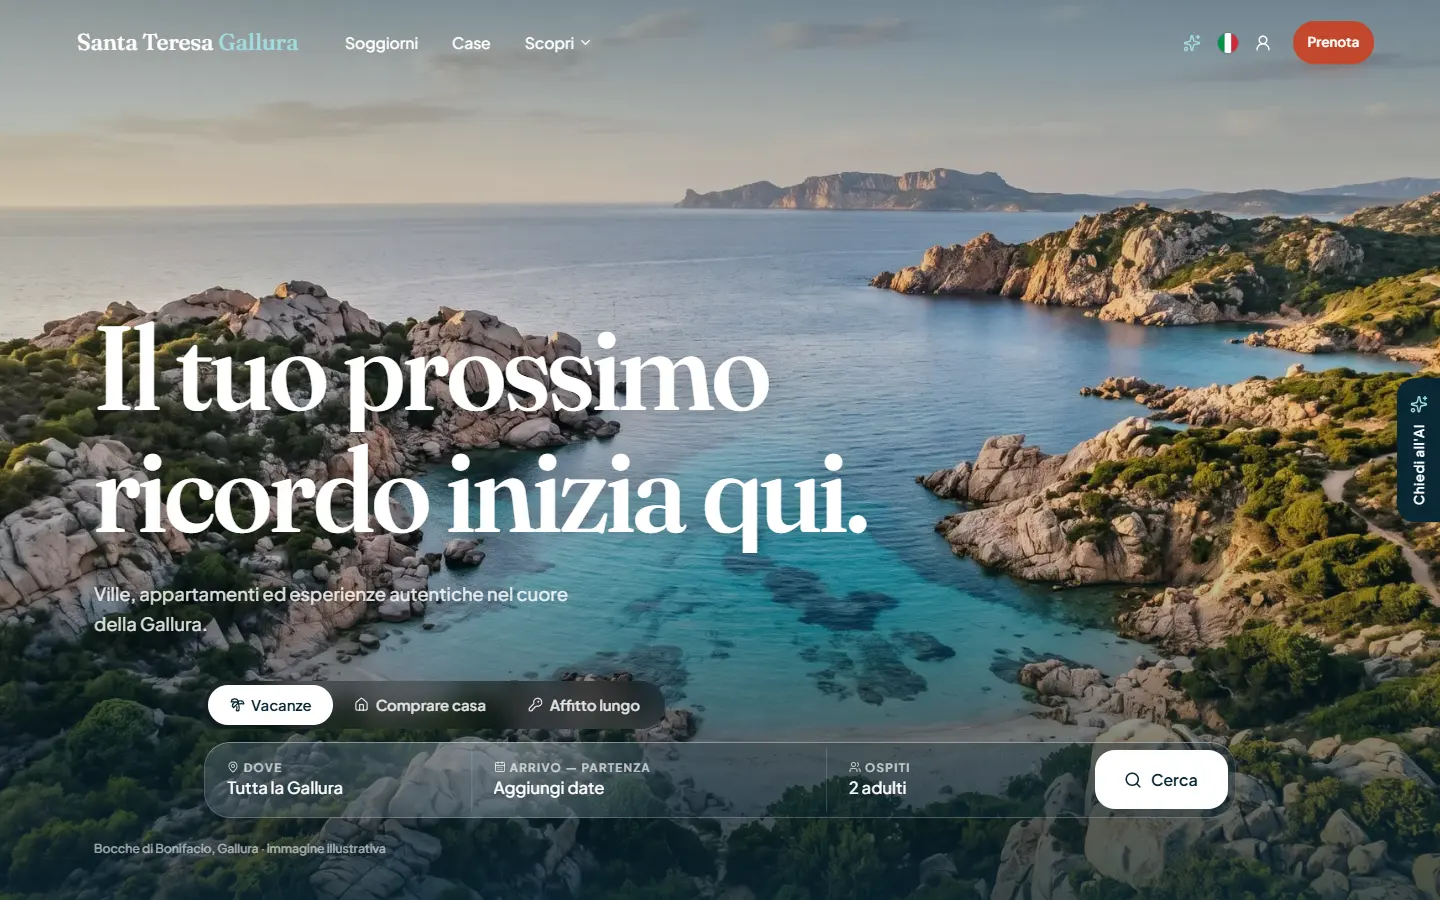 Santa Teresa Gallura
Soggiorni
Case
Scopri
Prenota
Il tuo prossimo
ricordo inizia qui.
Ville, appartamenti ed esperienze autentiche nel cuore
della Gallura.
Vacanze
Comprare casa
Affitto lungo
DOVE
Tutta la Gallura
ARRIVO — PARTENZA
Aggiungi date
OSPITI
2 adulti
Cerca
Bocche di Bonifacio, Gallura · Immagine illustrativa
Chiedi all'AI